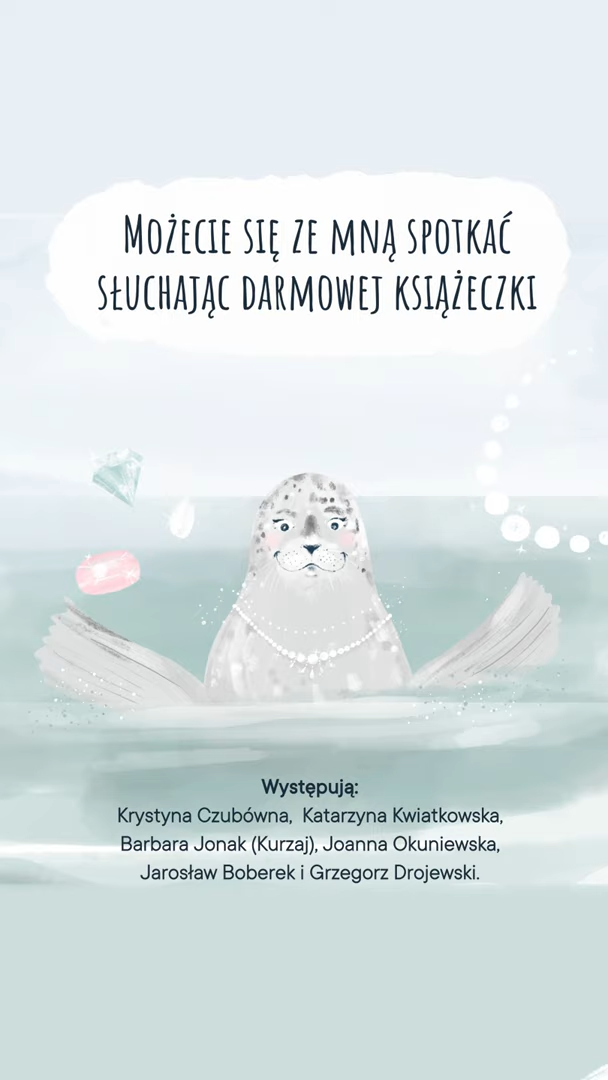 Możecie się ze mną spotkać
słuchając darmowej książeczki
Występują:
Krystyna Czubówna, Katarzyna Kwiatkowska,
Barbara Jonak (Kurzaj), Joanna Okuniewska,
Jarosław Boberek i Grzegorz Drojewski.